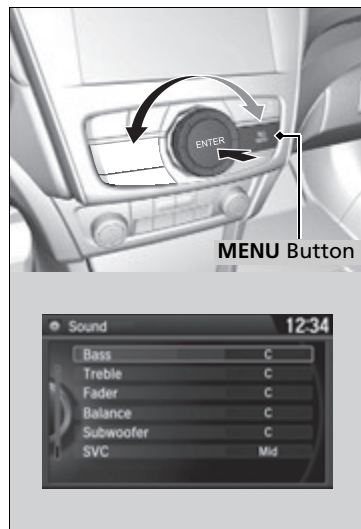 ENTER
MENU Button
Sound 12:34
Bass C
Treble C
Fader C
Balance C
Subwoofer C
SVC Mid